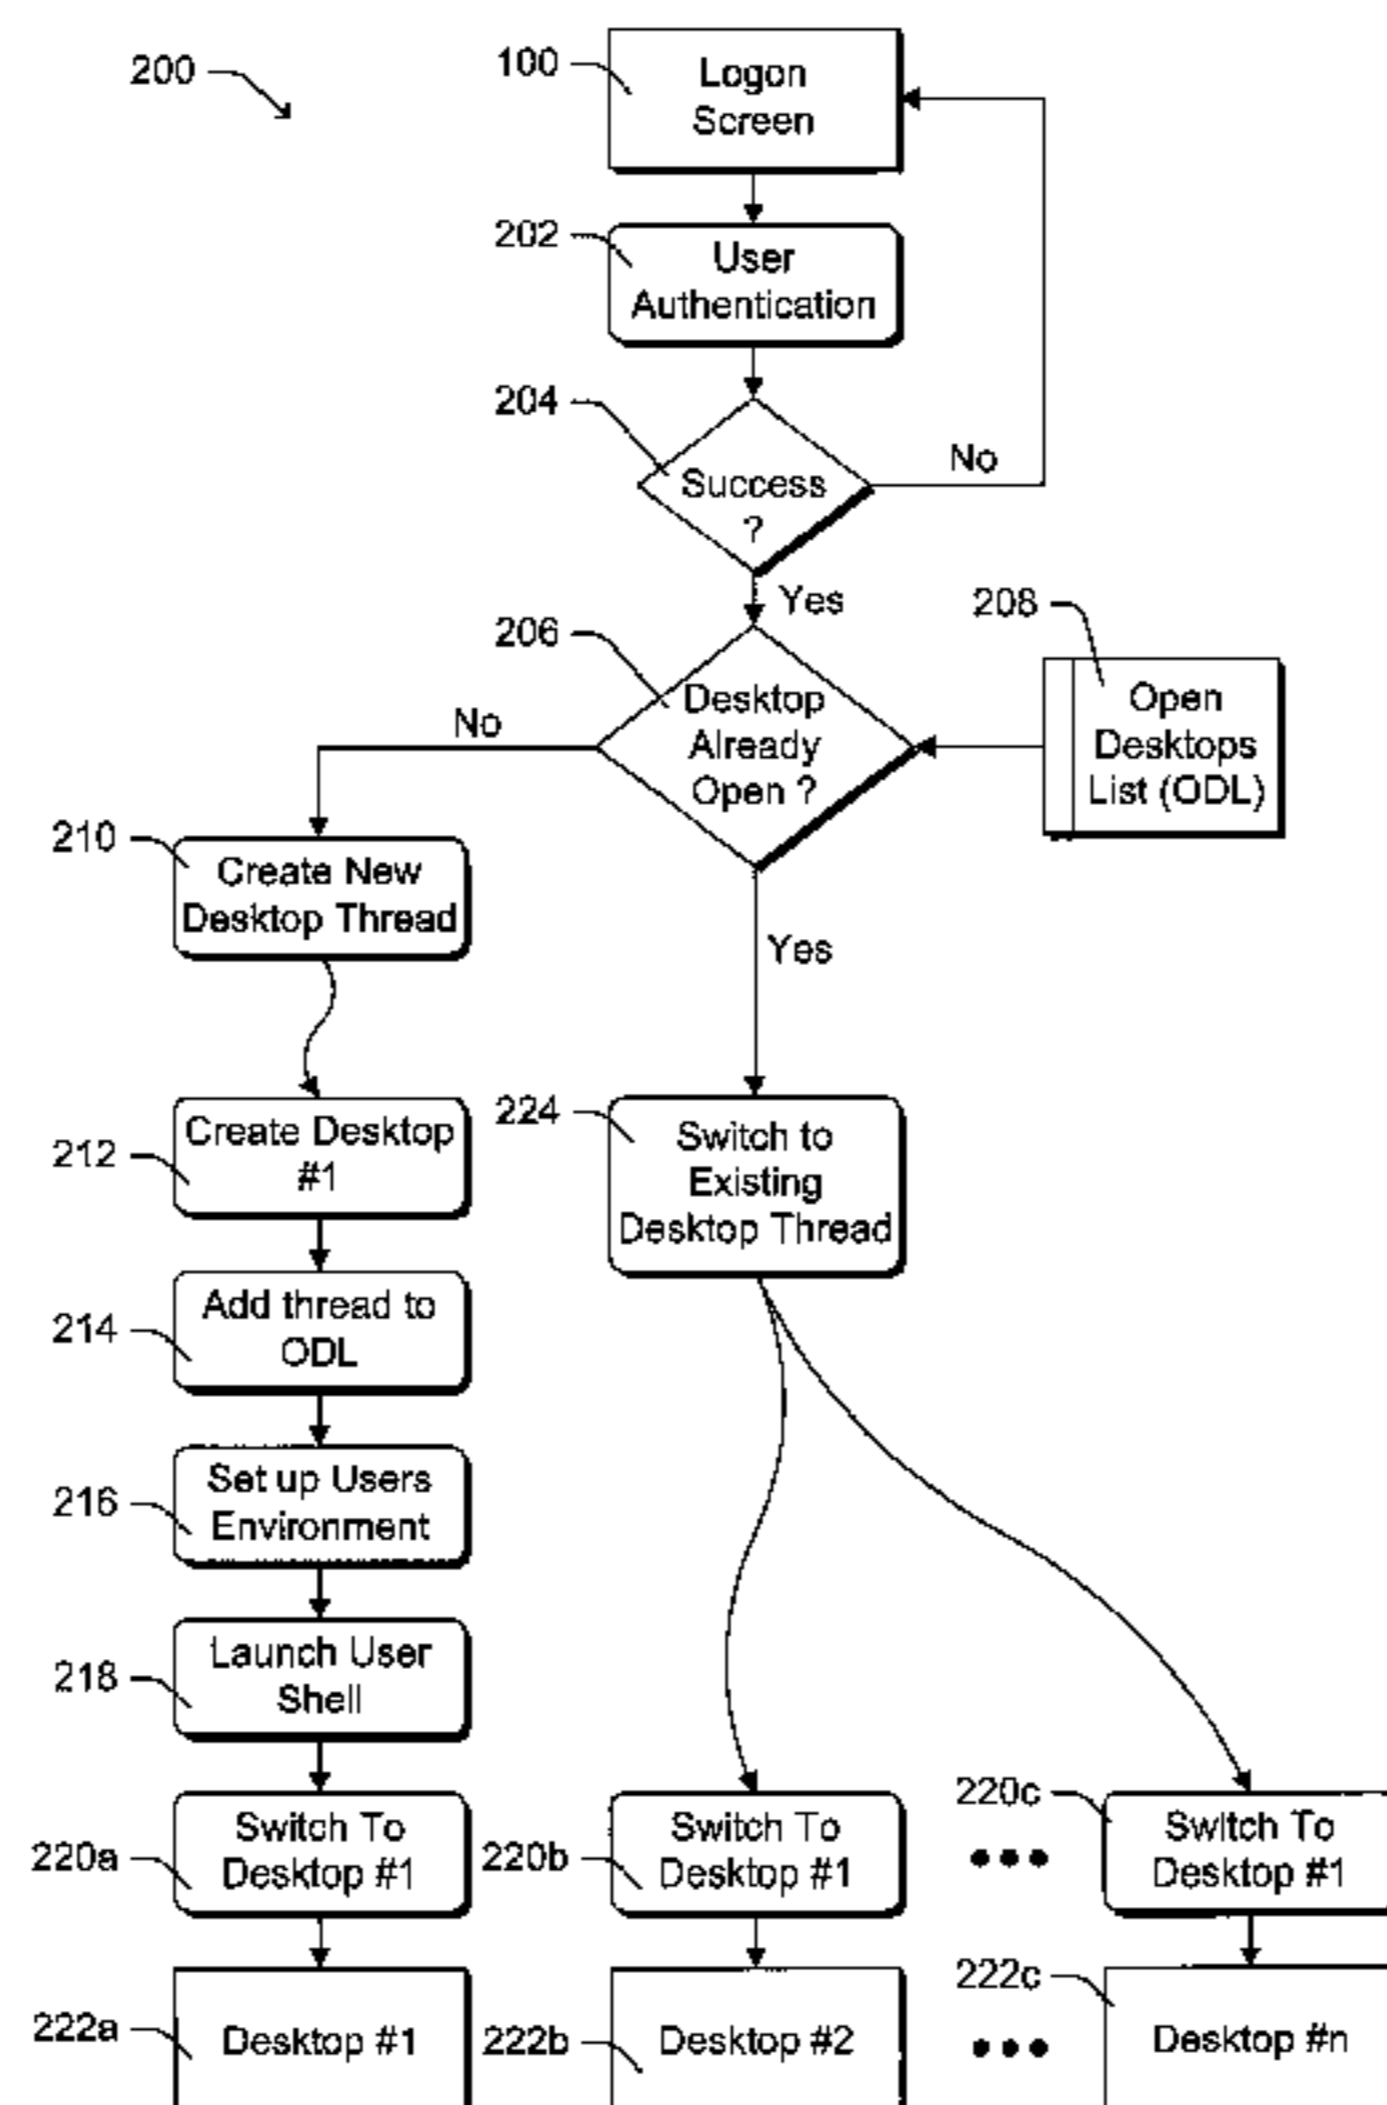 200
100
Logon
Screen
202
User
Authentication
204
Success
?
No
Yes
206
Desktop
Already
Open ?
208
Open
Desktops
List (ODL)
No
Yes
210
Create New
Desktop Thread
212
Create Desktop
#1
214
Add thread to
ODL
216
Set up Users
Environment
218
Launch User
Shell
220a
Switch To
Desktop #1
222a
Desktop #1
224
Switch to
Existing
Desktop Thread
220b
Switch To
Desktop #1
222b
Desktop #2
220c
Switch To
Desktop #1
222c
Desktop #n